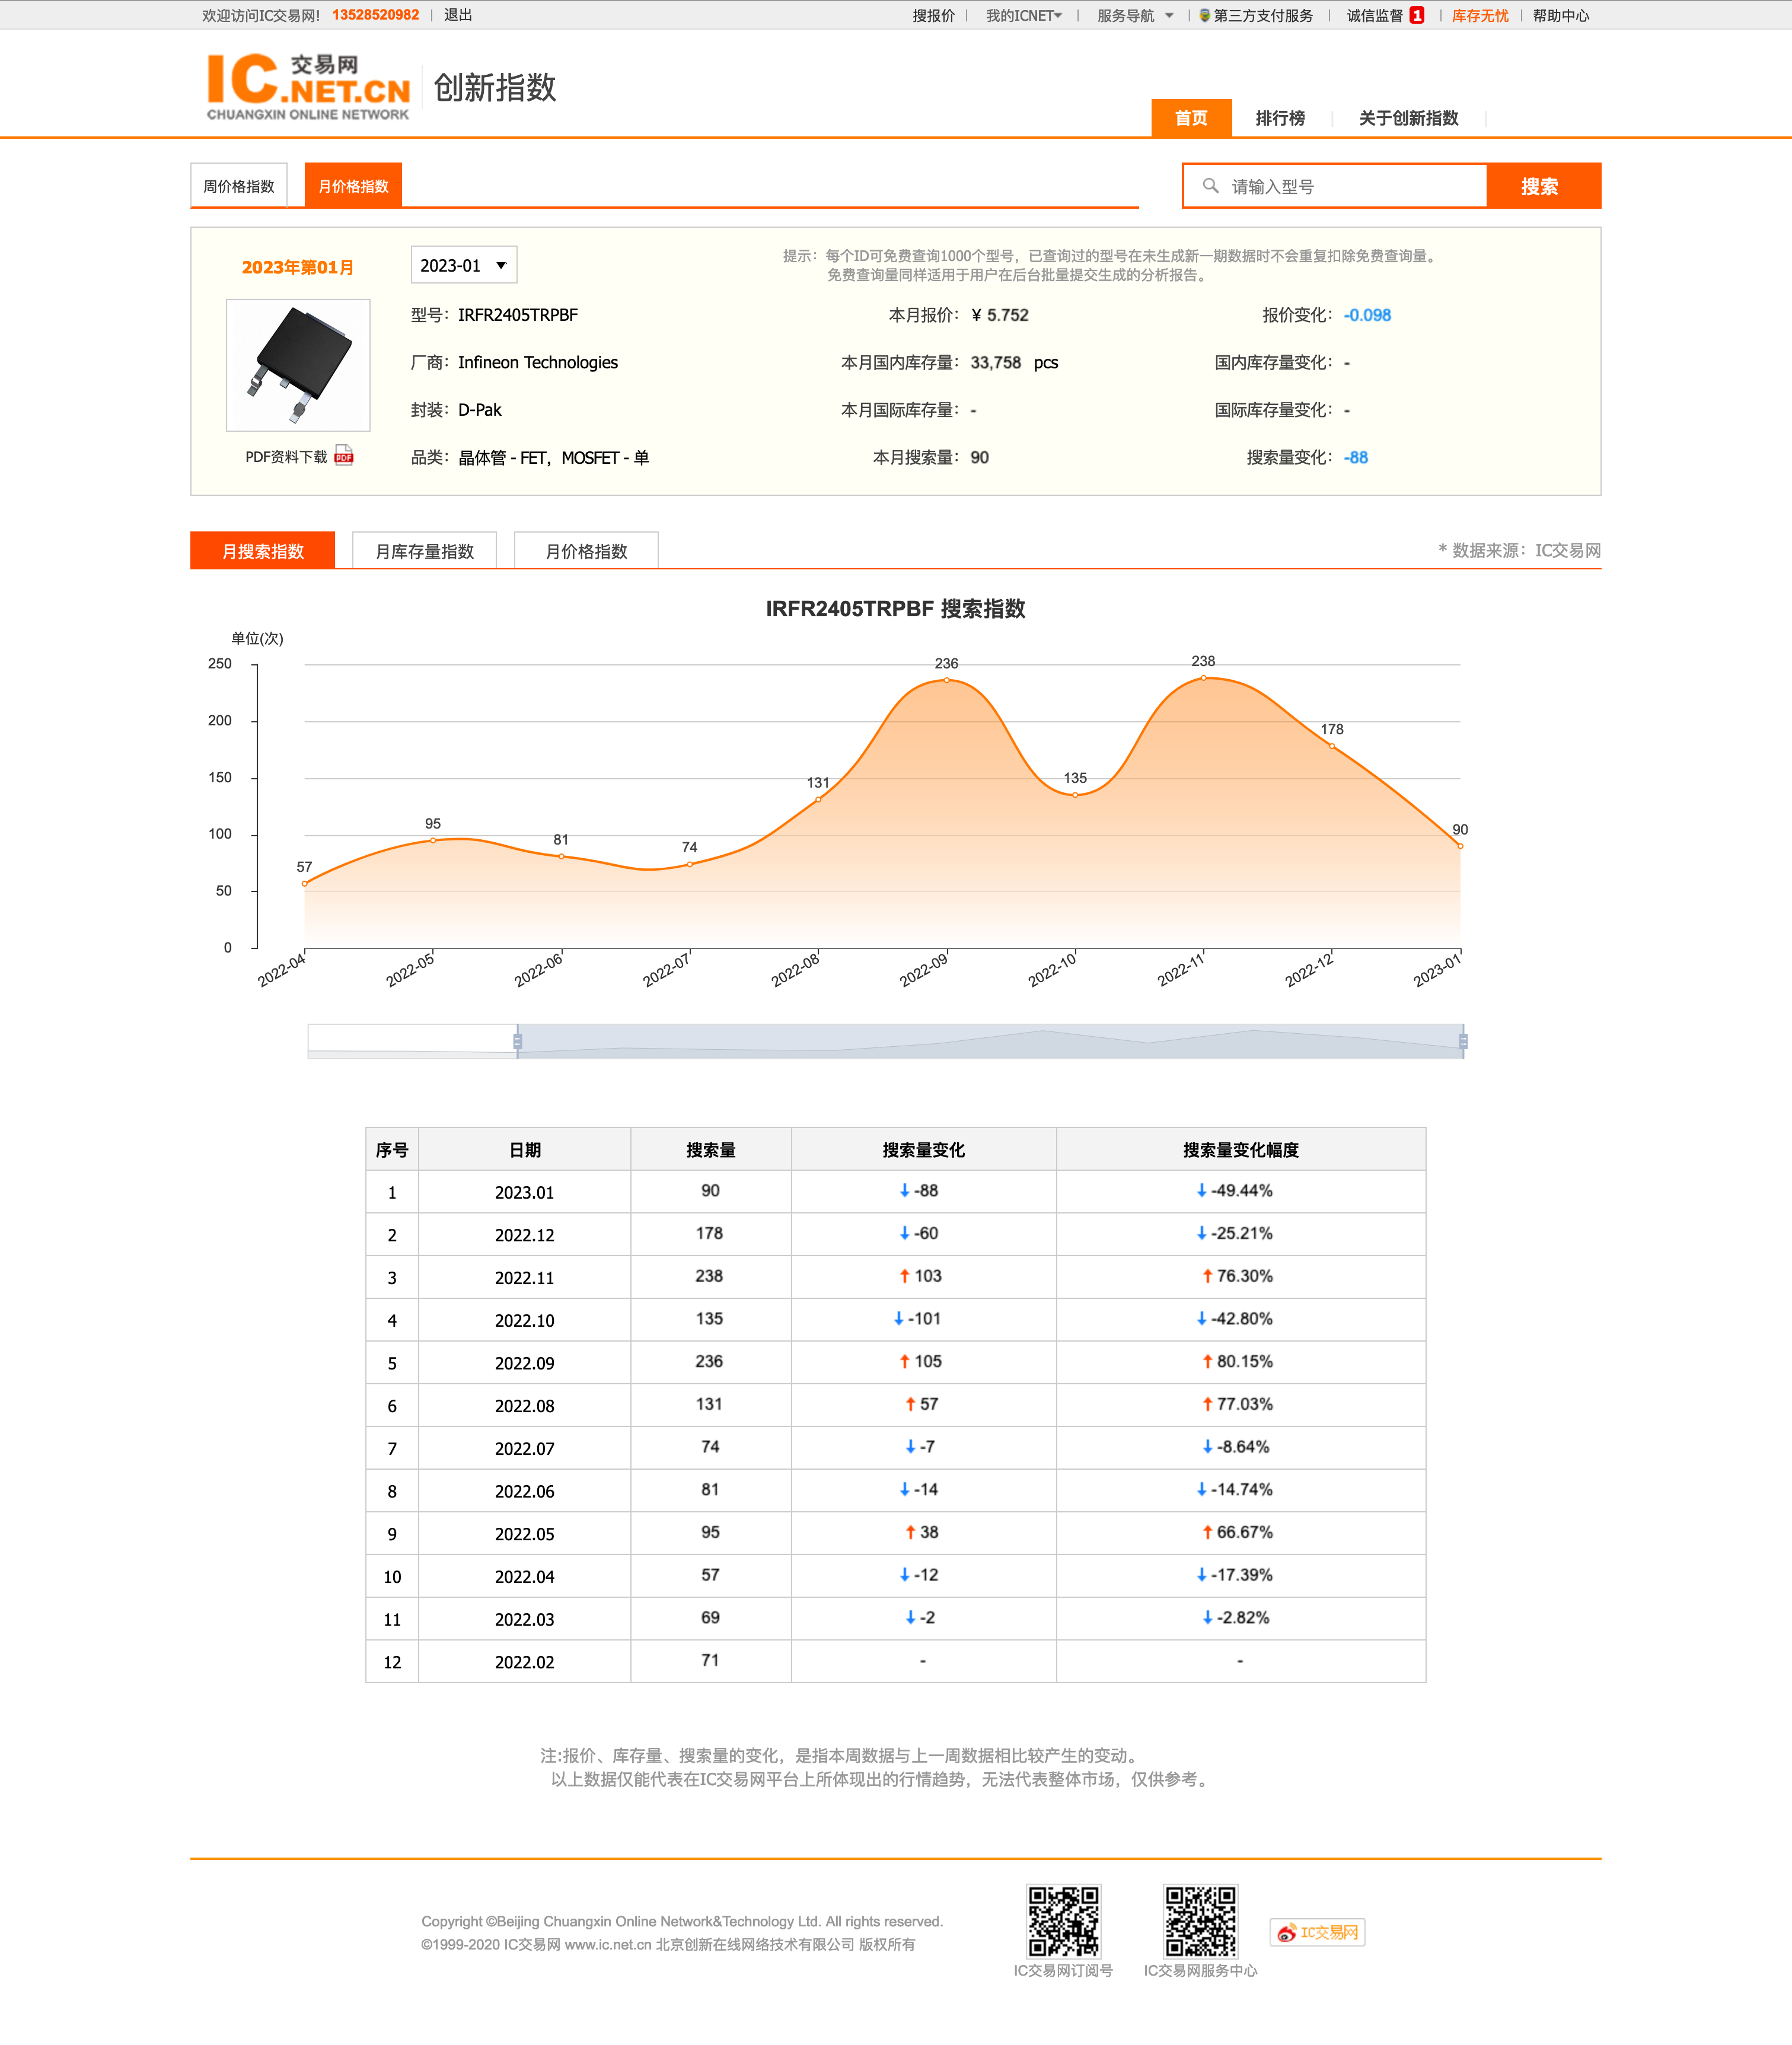 欢迎访问IC交易网! 13528520982 | 退出 搜报价 | 我的ICNET | 服务导航 | 第三方支付服务 | 诚信监督 1 | 库存无忧 | 帮助中心
IC.NET.CN 交易网
CHUANGXIN ONLINE NETWORK
创新指数
首页 排行榜 关于创新指数
周价格指数 月价格指数 请输入型号 搜索
2023年第01月 2023-01
提示：每个ID可免费查询1000个型号，已查询过的型号在未生成新一期数据时不会重复扣除免费查询量。
免费查询量同样适用于用户在后台批量提交生成的分析报告。
型号：IRFR2405TRPBF 本月报价：¥ 5.752 报价变化：-0.098
厂商：Infineon Technologies 本月国内库存量：33,758 pcs 国内库存量变化：-
封装：D-Pak 本月国际库存量：- 国际库存量变化：-
PDF资料下载 PDF 品类：晶体管 - FET，MOSFET - 单 本月搜索量：90 搜索量变化：-88
月搜索指数 月库存量指数 月价格指数 * 数据来源：IC交易网
IRFR2405TRPBF 搜索指数
单位(次)
250
200
150
100
50
0
57 95 81 74 131 236 135 238 178 90
2022-04 2022-05 2022-06 2022-07 2022-08 2022-09 2022-10 2022-11 2022-12 2023-01
序号 日期 搜索量 搜索量变化 搜索量变化幅度
1 2023.01 90 ↓ -88 ↓ -49.44%
2 2022.12 178 ↓ -60 ↓ -25.21%
3 2022.11 238 ↑ 103 ↑ 76.30%
4 2022.10 135 ↓ -101 ↓ -42.80%
5 2022.09 236 ↑ 105 ↑ 80.15%
6 2022.08 131 ↑ 57 ↑ 77.03%
7 2022.07 74 ↓ -7 ↓ -8.64%
8 2022.06 81 ↓ -14 ↓ -14.74%
9 2022.05 95 ↑ 38 ↑ 66.67%
10 2022.04 57 ↓ -12 ↓ -17.39%
11 2022.03 69 ↓ -2 ↓ -2.82%
12 2022.02 71 - -
注:报价、库存量、搜索量的变化，是指本周数据与上一周数据相比较产生的变动。
以上数据仅能代表在IC交易网平台上所体现出的行情趋势，无法代表整体市场，仅供参考。
Copyright ©Beijing Chuangxin Online Network&Technology Ltd. All rights reserved.
©1999-2020 IC交易网 www.ic.net.cn 北京创新在线网络技术有限公司 版权所有
IC交易网订阅号 IC交易网服务中心 IC交易网